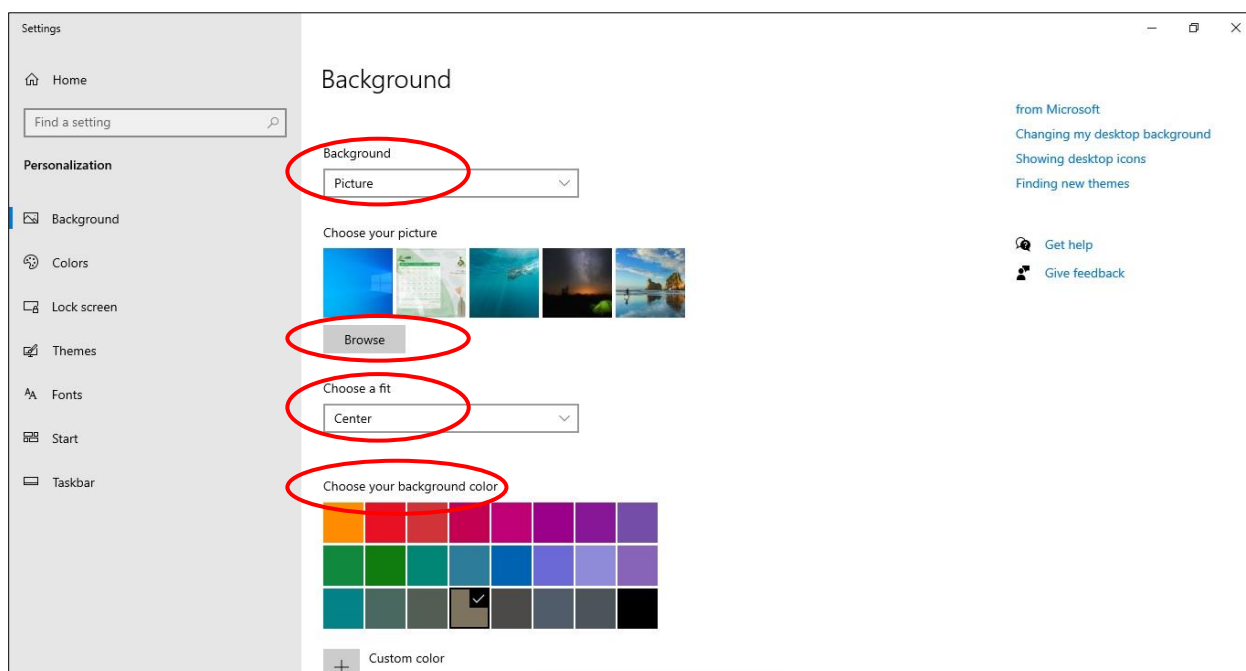 Settings
Home
Find a setting
Personalization
Background
Colors
Lock screen
Themes
Fonts
Start
Taskbar
Background
Background
Picture
Choose your picture
Browse
Choose a fit
Center
Choose your background color
Custom color
from Microsoft
Changing my desktop background
Showing desktop icons
Finding new themes
Get help
Give feedback